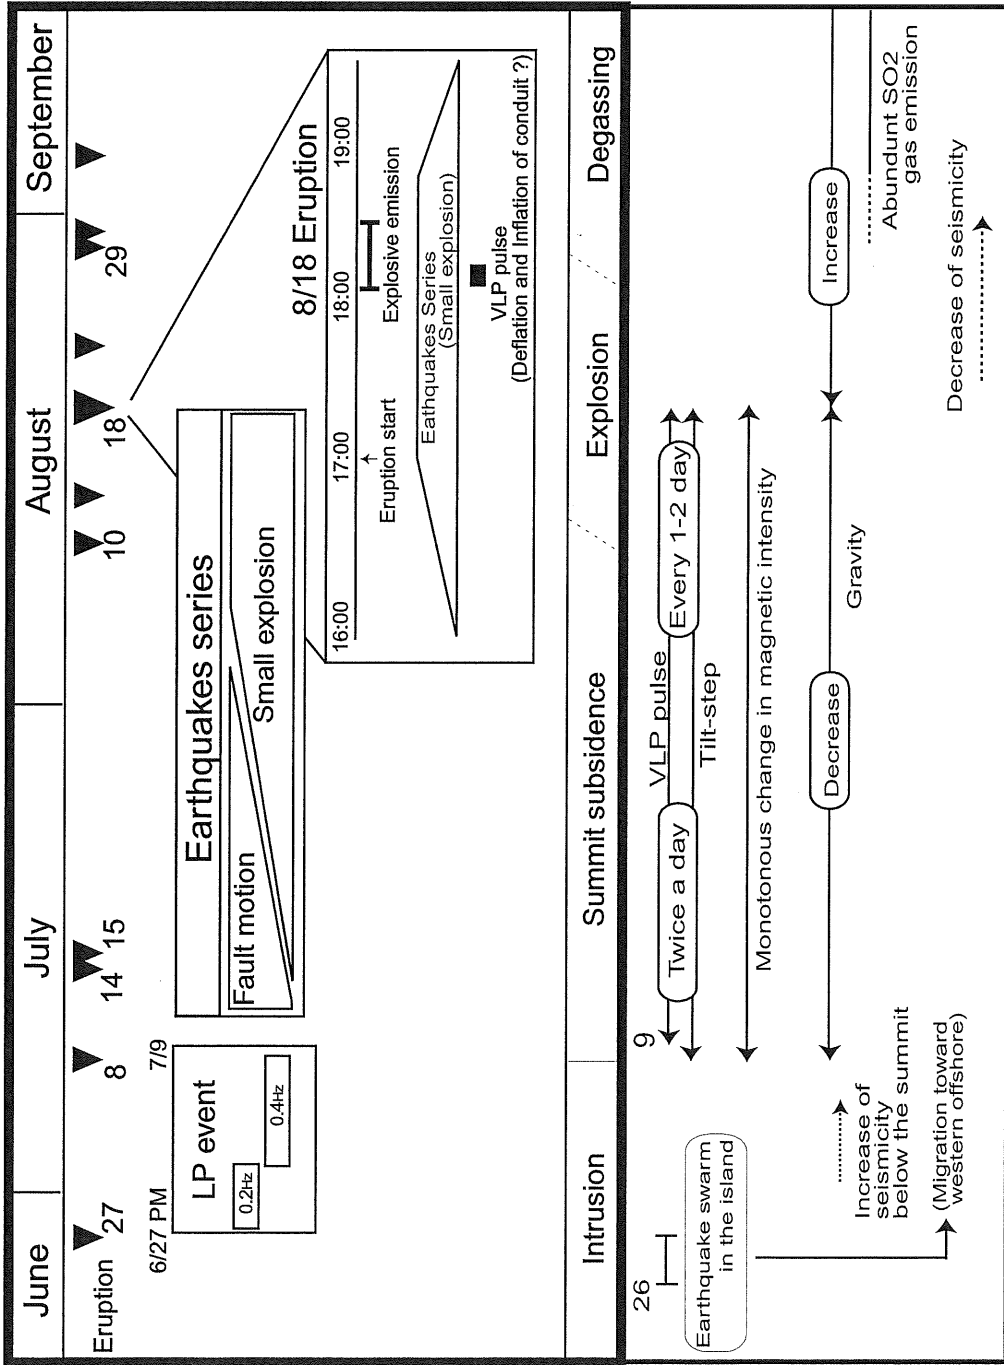 June
July
August
September
Eruption
27
8
14
15
10
18
29
6/27 PM
7/9
LP event
0.2Hz
0.4Hz
Earthquakes series
Fault motion
Small explosion
8/18 Eruption
16:00
17:00
18:00
19:00
↑
Eruption start
Explosive emission
Eathquakes Series
(Small explosion)
VLP pulse
(Deflation and Inflation of conduit ?)
Intrusion
Summit subsidence
Explosion
Degassing
26
9
Earthquake swarm
in the island
VLP pulse
Twice a day
Every 1-2 day
Tilt-step
Monotonous change in magnetic intensity
Decrease
Increase
Gravity
Increase of
seismicity
below the summit
(Migration toward
western offshore)
Abundunt SO2
gas emission
Decrease of seismicity